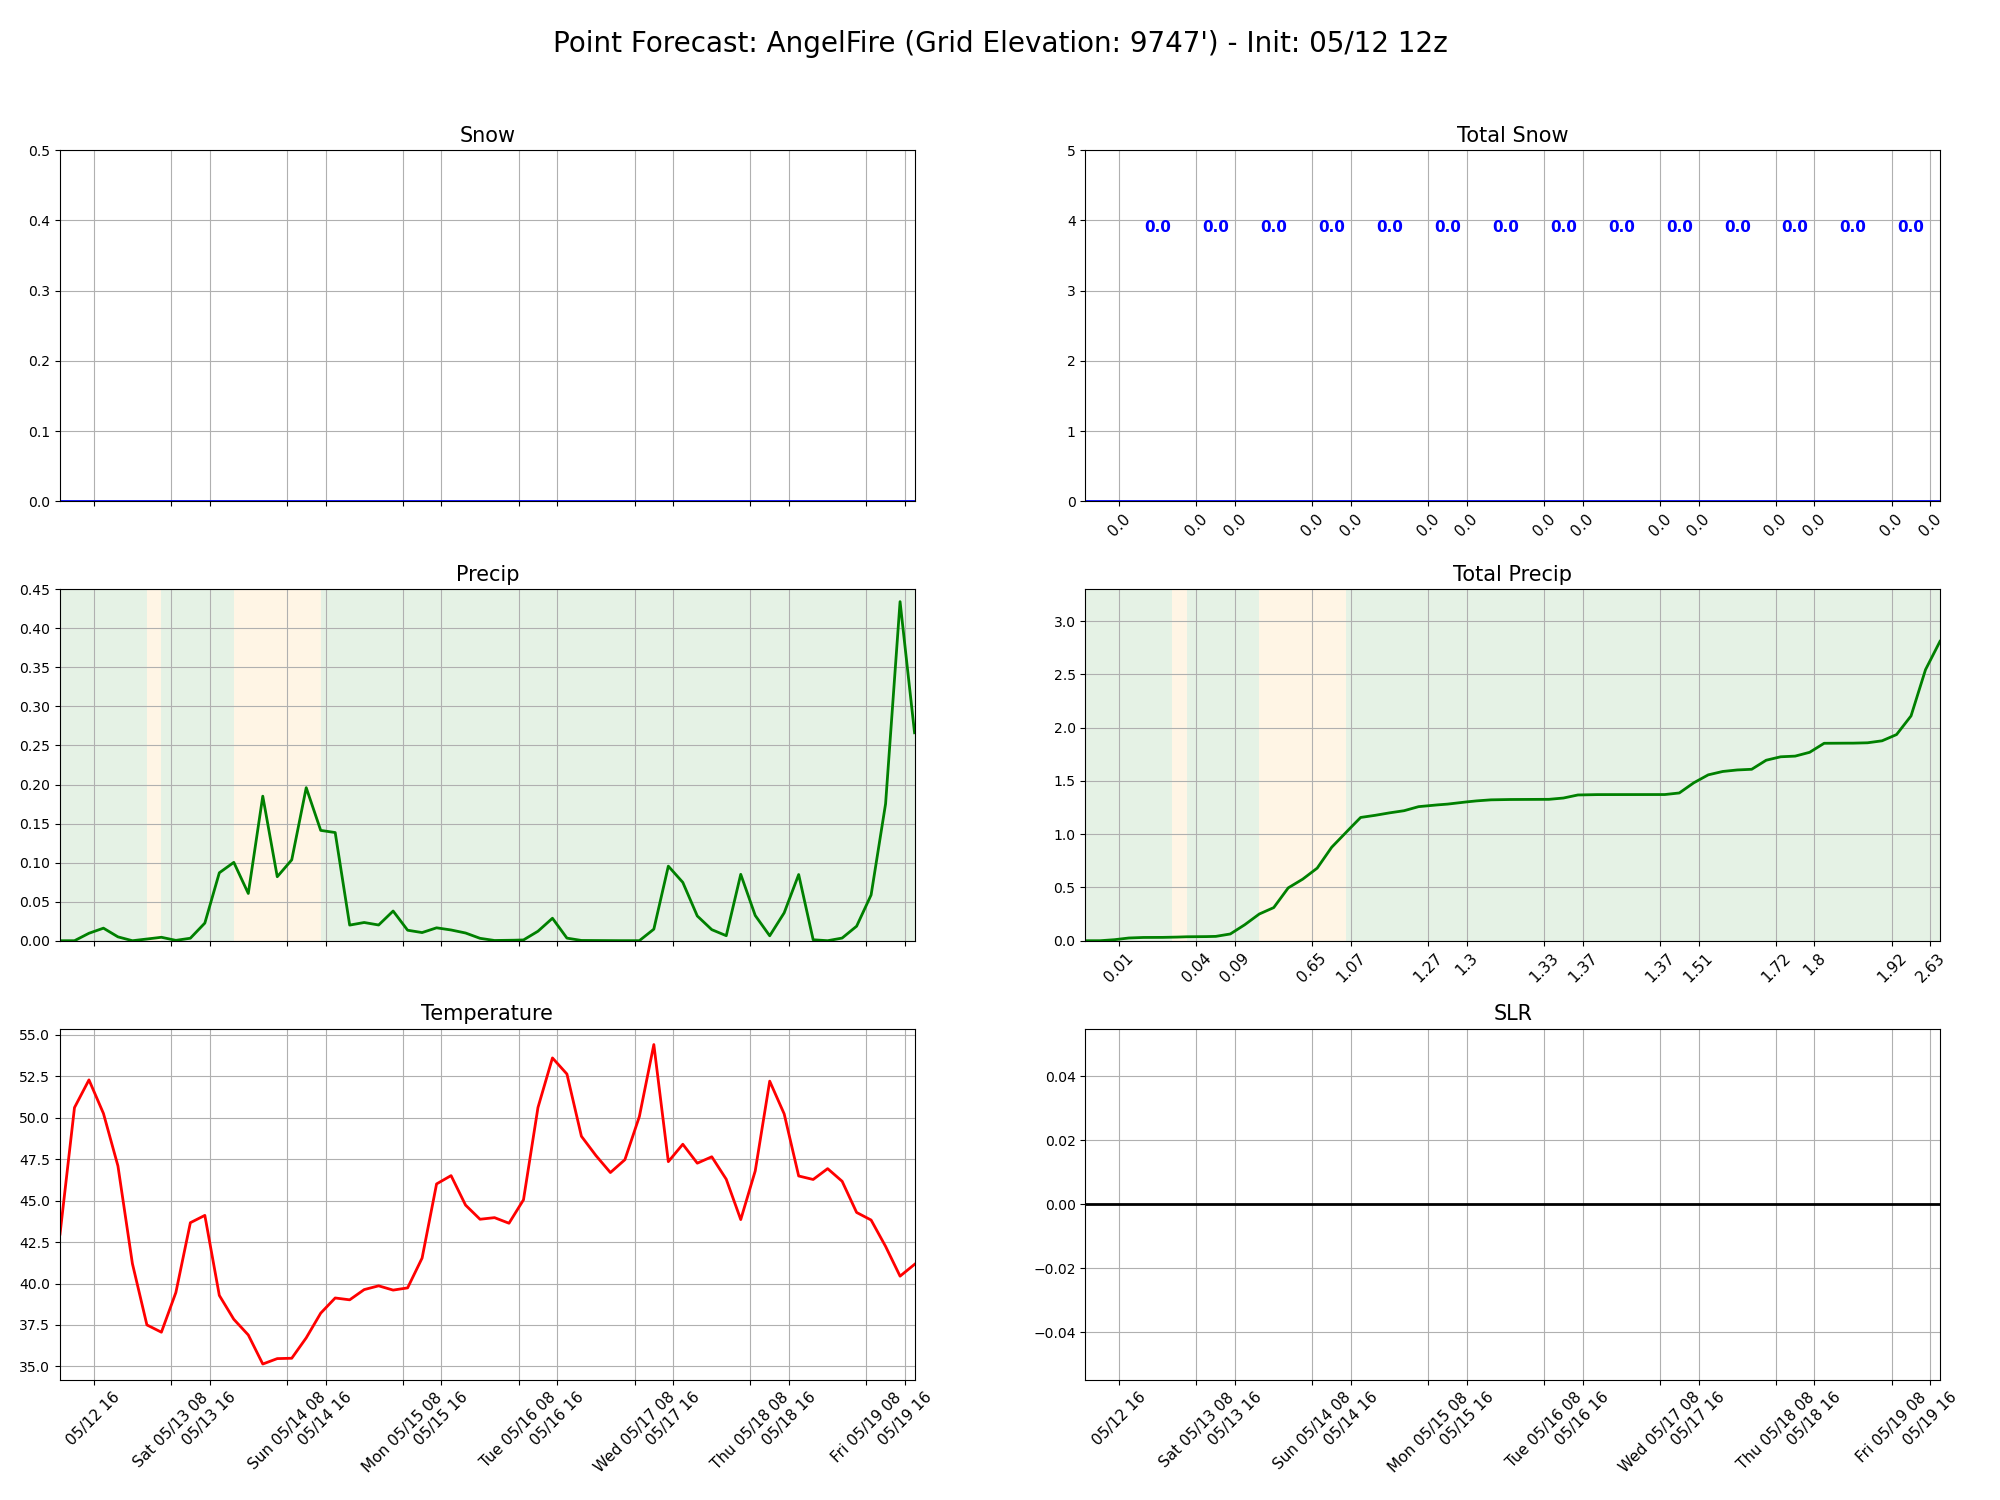 Point Forecast: AngelFire (Grid Elevation: 9747') - Init: 05/12 12z
Snow
0.5
0.4
0.3
0.2
0.1
0.0
Total Snow
5
4
3
2
1
0
0.0 0.0 0.0 0.0 0.0 0.0 0.0 0.0 0.0 0.0 0.0 0.0 0.0 0.0
0.0 0.0 0.0 0.0 0.0 0.0 0.0 0.0 0.0 0.0 0.0 0.0 0.0 0.0 0.0
Precip
0.45
0.40
0.35
0.30
0.25
0.20
0.15
0.10
0.05
0.00
Total Precip
3.0
2.5
2.0
1.5
1.0
0.5
0.0
0.01 0.04 0.09 0.65 1.07 1.27 1.3 1.33 1.37 1.37 1.51 1.72 1.8 1.92 2.63
Temperature
55.0
52.5
50.0
47.5
45.0
42.5
40.0
37.5
35.0
05/12 16
Sat 05/13 08
05/13 16
Sun 05/14 08
05/14 16
Mon 05/15 08
05/15 16
Tue 05/16 08
05/16 16
Wed 05/17 08
05/17 16
Thu 05/18 08
05/18 16
Fri 05/19 08
05/19 16
SLR
0.04
0.02
0.00
−0.02
−0.04
05/12 16
Sat 05/13 08
05/13 16
Sun 05/14 08
05/14 16
Mon 05/15 08
05/15 16
Tue 05/16 08
05/16 16
Wed 05/17 08
05/17 16
Thu 05/18 08
05/18 16
Fri 05/19 08
05/19 16